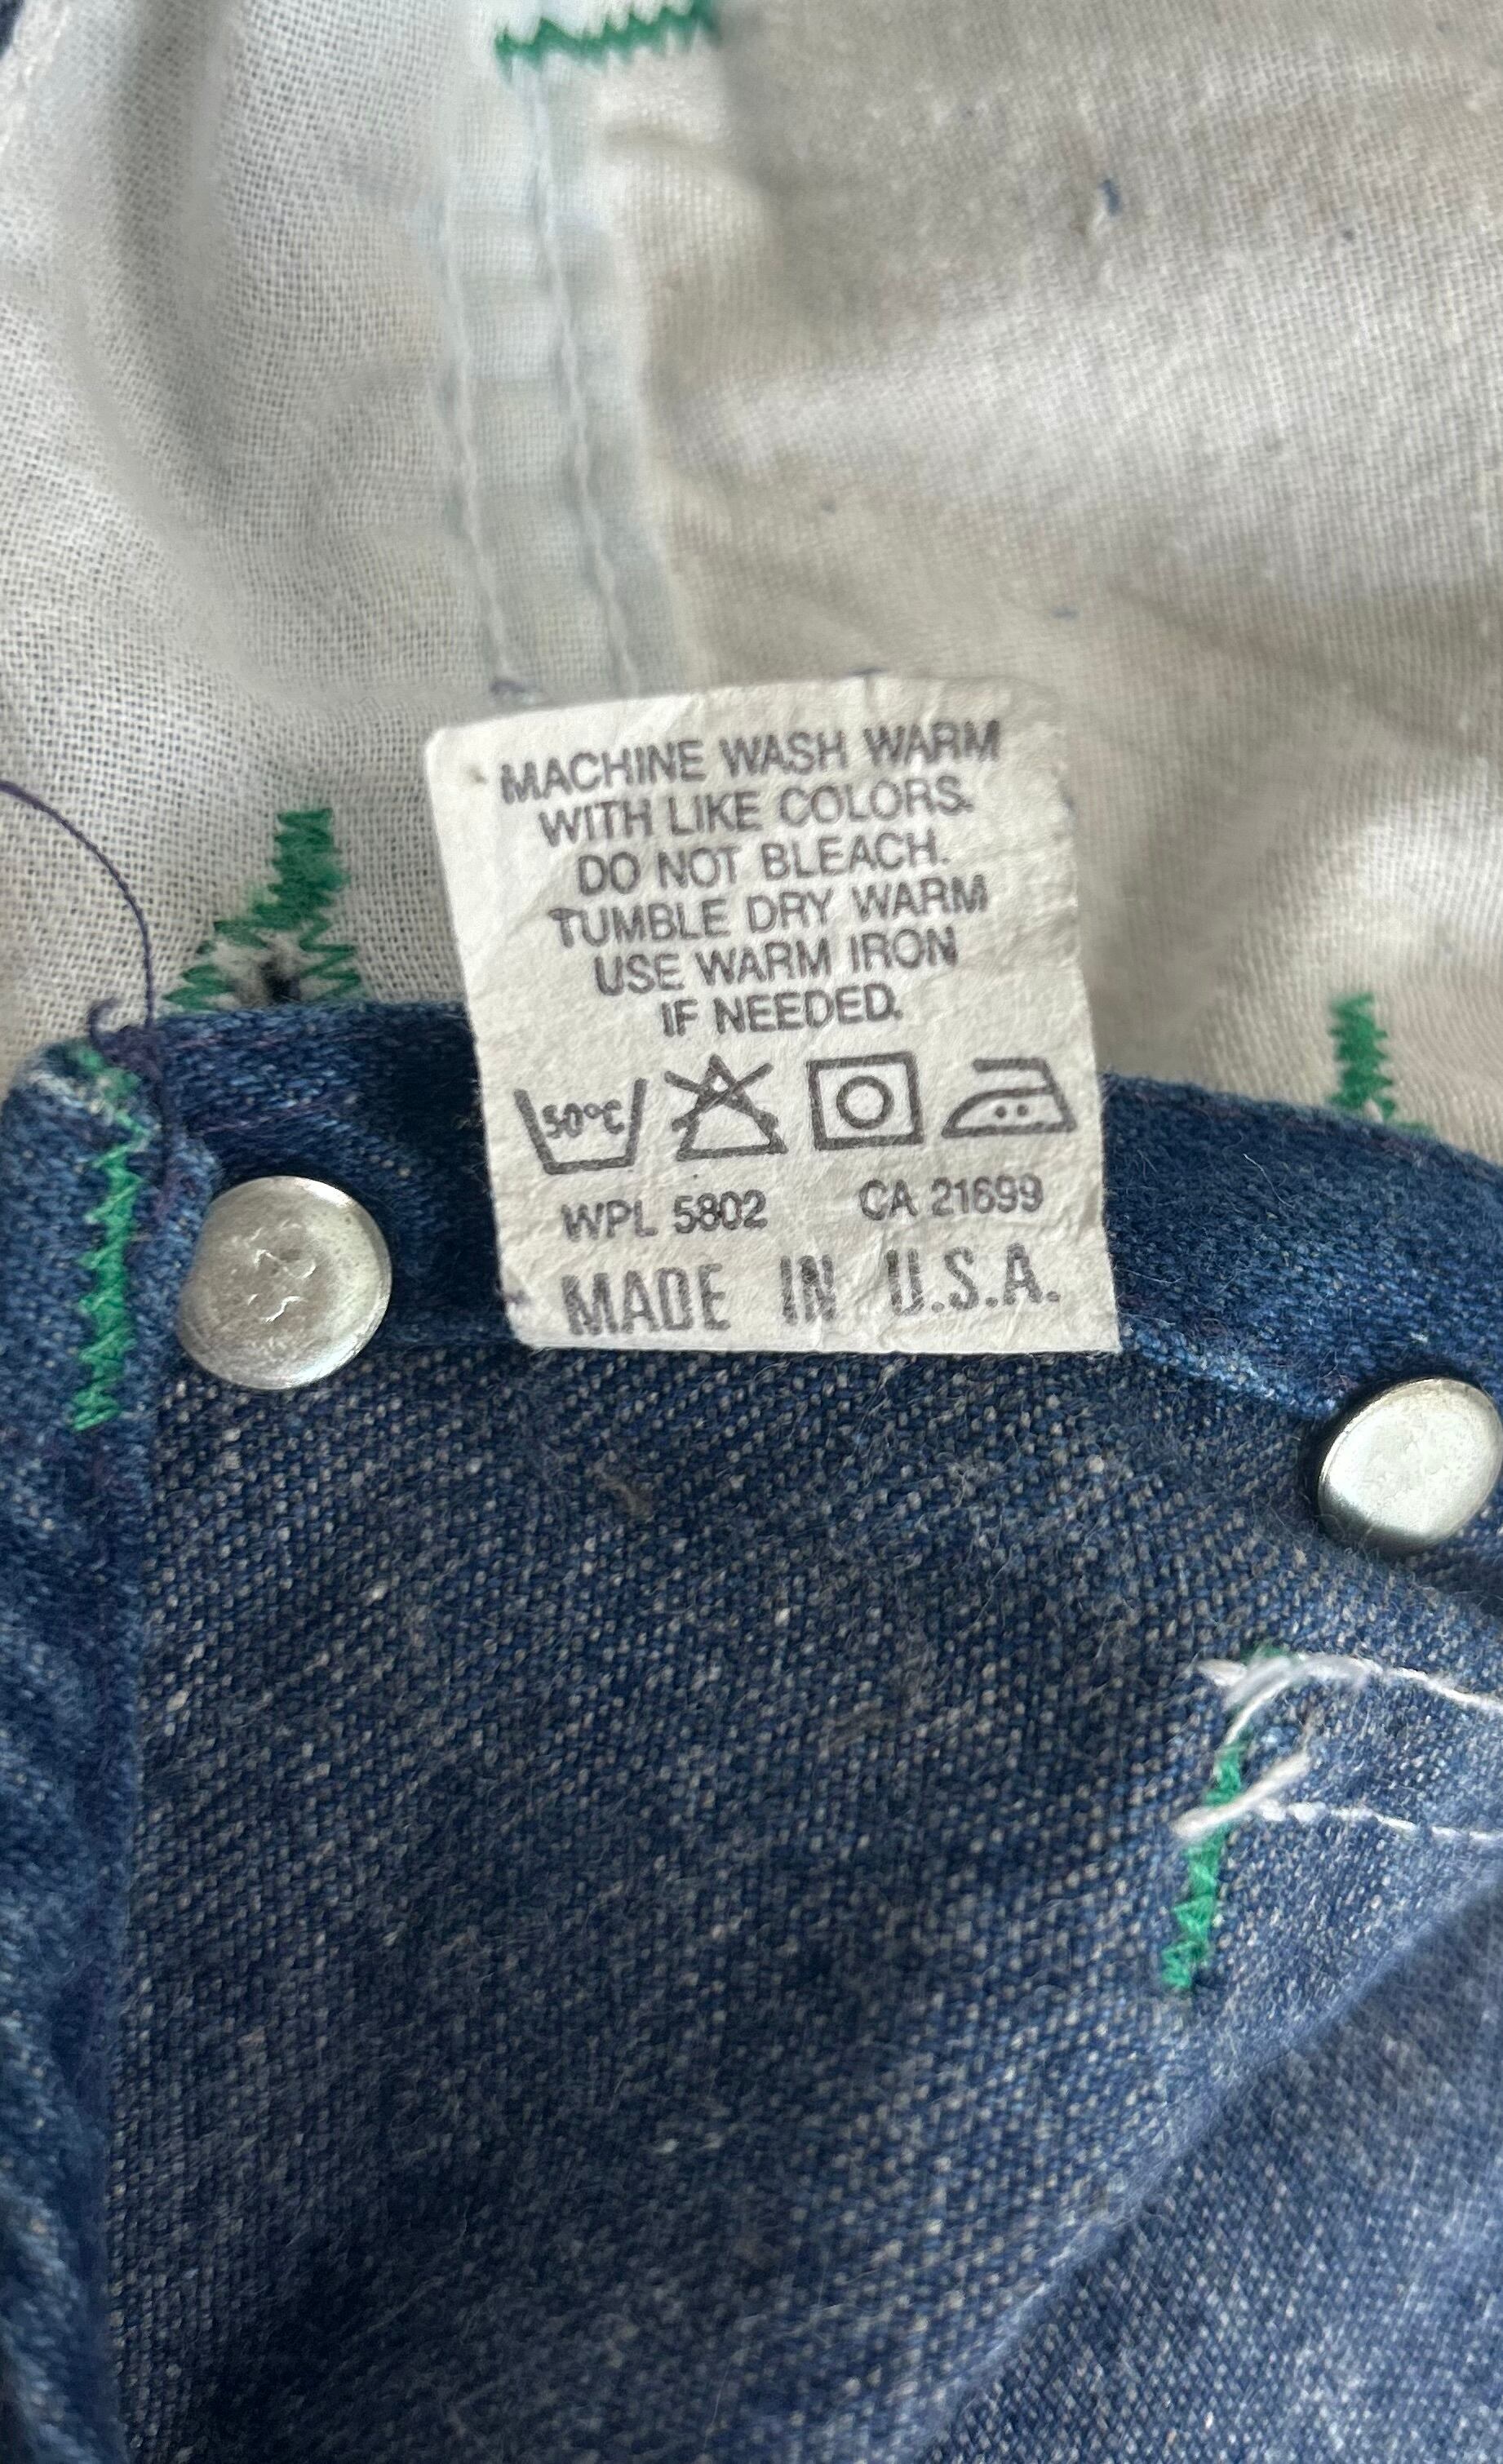 MACHINE WASH WARM
WITH LIKE COLORS.
DO NOT BLEACH.
TUMBLE DRY WARM
USE WARM IRON
IF NEEDED.
50°C
WPL 5802 CA 21699
MADE IN U.S.A.